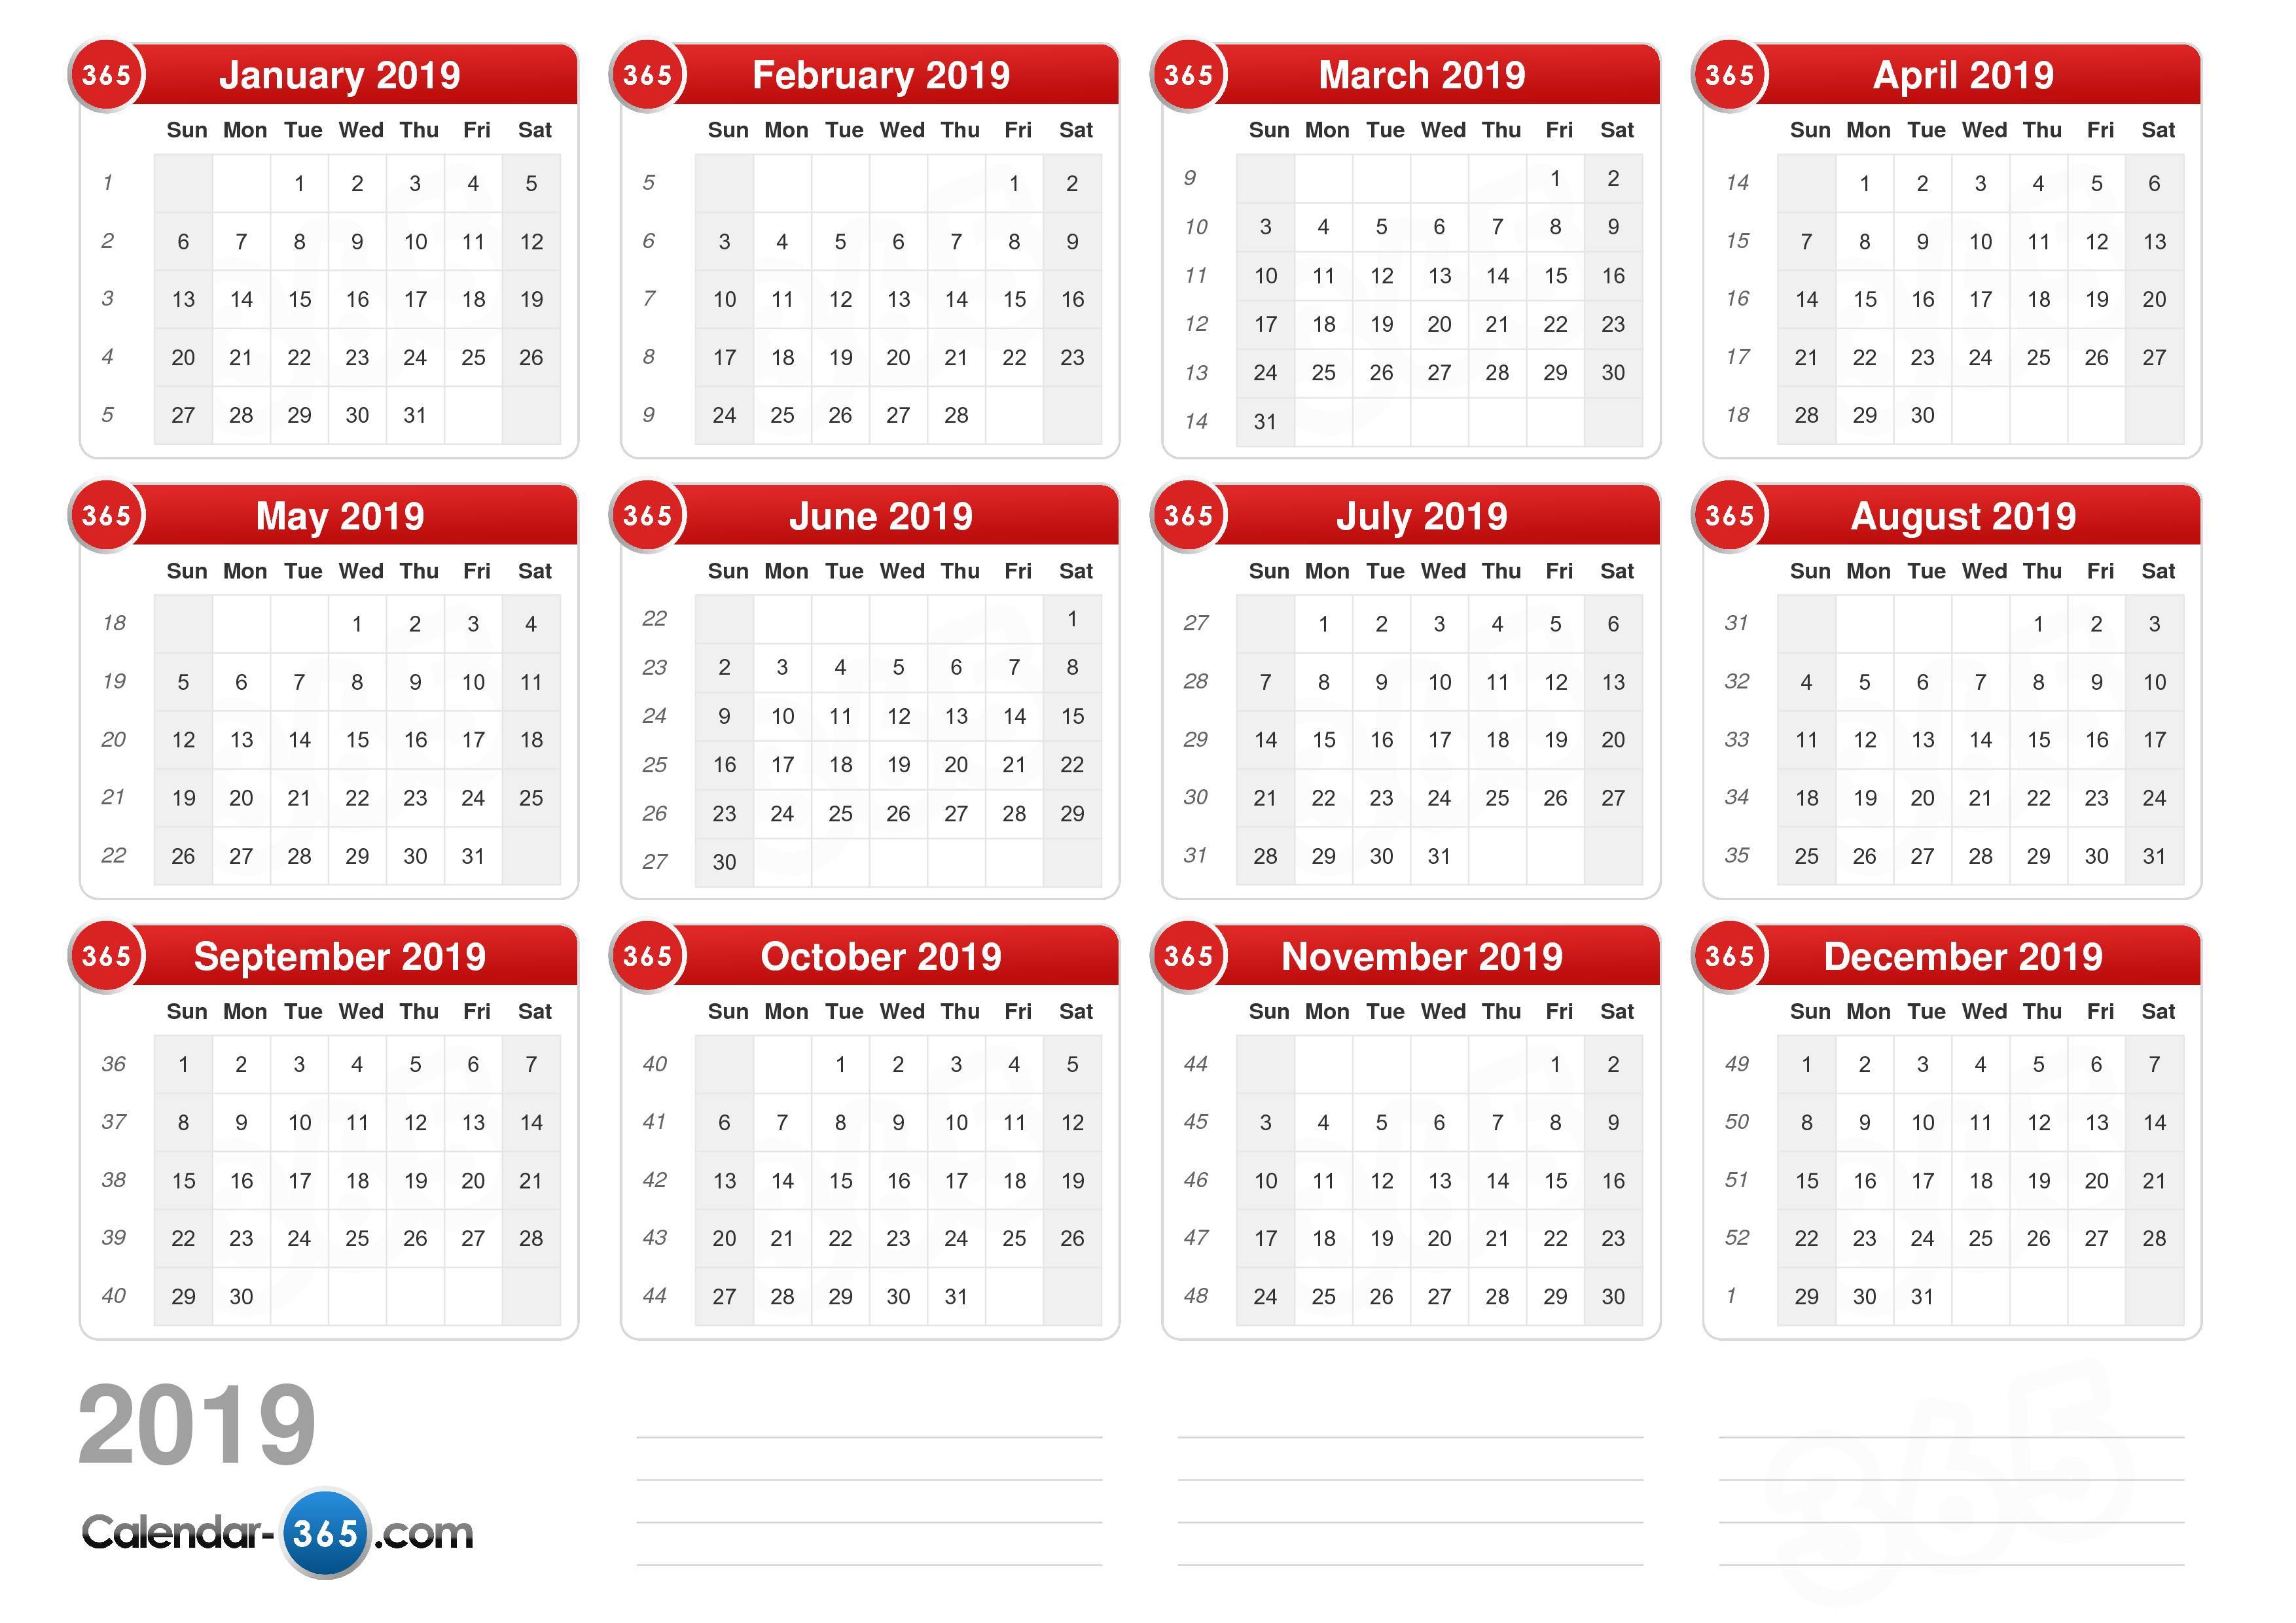 365 January 2019
Sun Mon Tue Wed Thu Fri Sat
1 1 2 3 4 5
2 6 7 8 9 10 11 12
3 13 14 15 16 17 18 19
4 20 21 22 23 24 25 26
5 27 28 29 30 31
365 February 2019
Sun Mon Tue Wed Thu Fri Sat
5 1 2
6 3 4 5 6 7 8 9
7 10 11 12 13 14 15 16
8 17 18 19 20 21 22 23
9 24 25 26 27 28
365 March 2019
Sun Mon Tue Wed Thu Fri Sat
9 1 2
10 3 4 5 6 7 8 9
11 10 11 12 13 14 15 16
12 17 18 19 20 21 22 23
13 24 25 26 27 28 29 30
14 31
365 April 2019
Sun Mon Tue Wed Thu Fri Sat
14 1 2 3 4 5 6
15 7 8 9 10 11 12 13
16 14 15 16 17 18 19 20
17 21 22 23 24 25 26 27
18 28 29 30
365 May 2019
Sun Mon Tue Wed Thu Fri Sat
18 1 2 3 4
19 5 6 7 8 9 10 11
20 12 13 14 15 16 17 18
21 19 20 21 22 23 24 25
22 26 27 28 29 30 31
365 June 2019
Sun Mon Tue Wed Thu Fri Sat
22 1
23 2 3 4 5 6 7 8
24 9 10 11 12 13 14 15
25 16 17 18 19 20 21 22
26 23 24 25 26 27 28 29
27 30
365 July 2019
Sun Mon Tue Wed Thu Fri Sat
27 1 2 3 4 5 6
28 7 8 9 10 11 12 13
29 14 15 16 17 18 19 20
30 21 22 23 24 25 26 27
31 28 29 30 31
365 August 2019
Sun Mon Tue Wed Thu Fri Sat
31 1 2 3
32 4 5 6 7 8 9 10
33 11 12 13 14 15 16 17
34 18 19 20 21 22 23 24
35 25 26 27 28 29 30 31
365 September 2019
Sun Mon Tue Wed Thu Fri Sat
36 1 2 3 4 5 6 7
37 8 9 10 11 12 13 14
38 15 16 17 18 19 20 21
39 22 23 24 25 26 27 28
40 29 30
365 October 2019
Sun Mon Tue Wed Thu Fri Sat
40 1 2 3 4 5
41 6 7 8 9 10 11 12
42 13 14 15 16 17 18 19
43 20 21 22 23 24 25 26
44 27 28 29 30 31
365 November 2019
Sun Mon Tue Wed Thu Fri Sat
44 1 2
45 3 4 5 6 7 8 9
46 10 11 12 13 14 15 16
47 17 18 19 20 21 22 23
48 24 25 26 27 28 29 30
365 December 2019
Sun Mon Tue Wed Thu Fri Sat
49 1 2 3 4 5 6 7
50 8 9 10 11 12 13 14
51 15 16 17 18 19 20 21
52 22 23 24 25 26 27 28
1 29 30 31
2019
Calendar-365.com
365